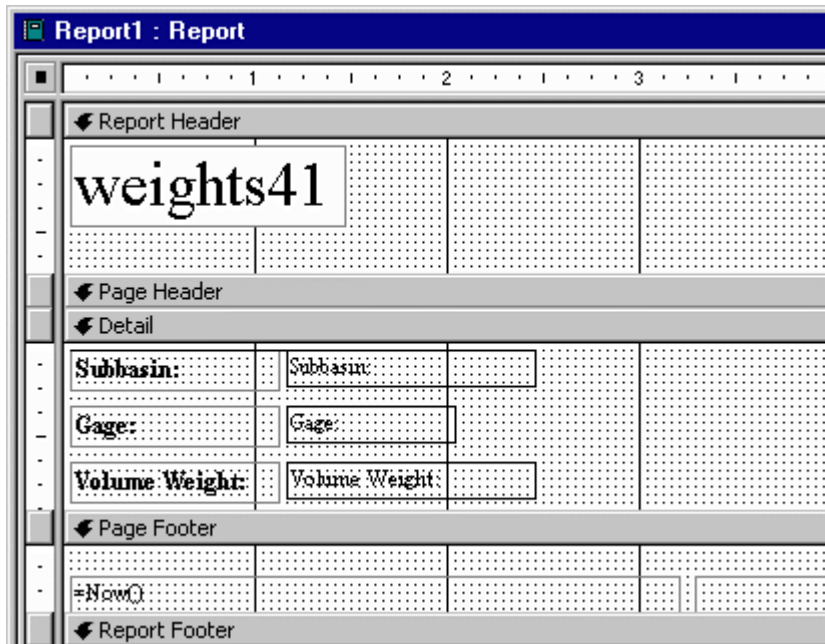 Report1 : Report
1 2 3
Report Header
weights41
Page Header
Detail
Subbasin: Subbasin:
Gage: Gage:
Volume Weight: Volume Weight:
Page Footer
=Now()
Report Footer